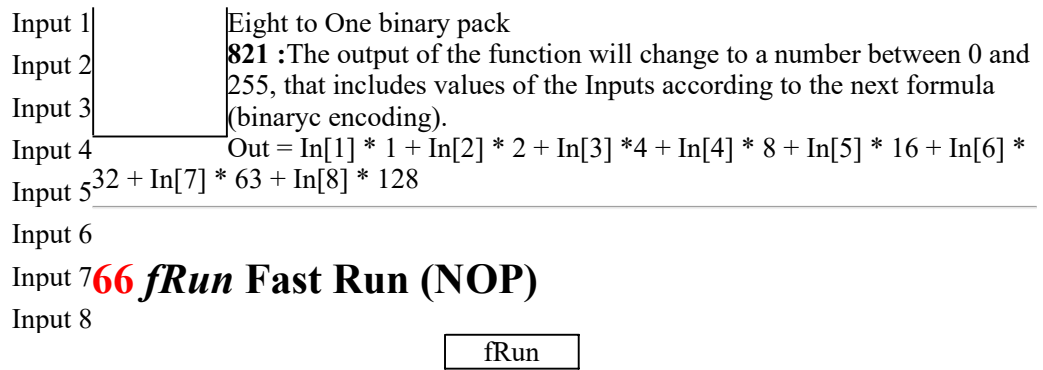 Input 1
Input 2
Input 3
Input 4
Input 5
Input 6
Input 7
Input 8
Eight to One binary pack
821 :The output of the function will change to a number between 0 and
255, that includes values of the Inputs according to the next formula
(binaryc encoding).
Out = In[1] * 1 + In[2] * 2 + In[3] *4 + In[4] * 8 + In[5] * 16 + In[6] *
32 + In[7] * 63 + In[8] * 128
66 fRun Fast Run (NOP)
fRun